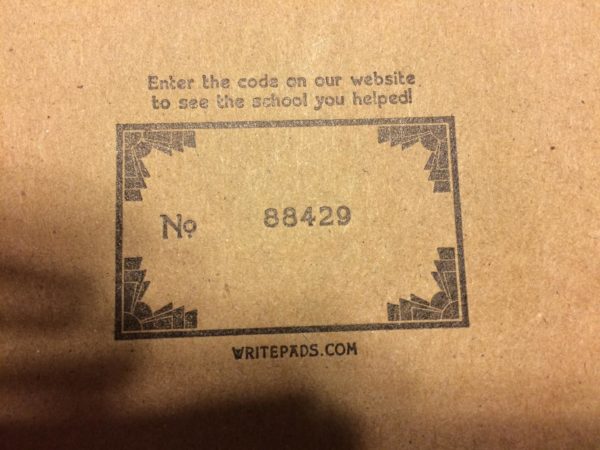 Enter the code on our website
to see the school you helped!
No 88429
WRITEPADS.COM